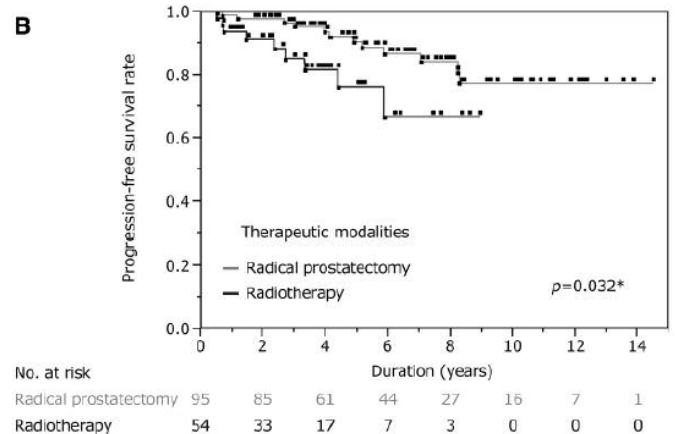 B
Progression-free survival rate
1.0
0.8
0.6
0.4
0.2
0.0
Therapeutic modalities
Radical prostatectomy
Radiotherapy
p=0.032*
0 2 4 6 8 10 12 14
Duration (years)
No. at risk
Radical prostatectomy 95 85 61 44 27 16 7 1
Radiotherapy 54 33 17 7 3 0 0 0